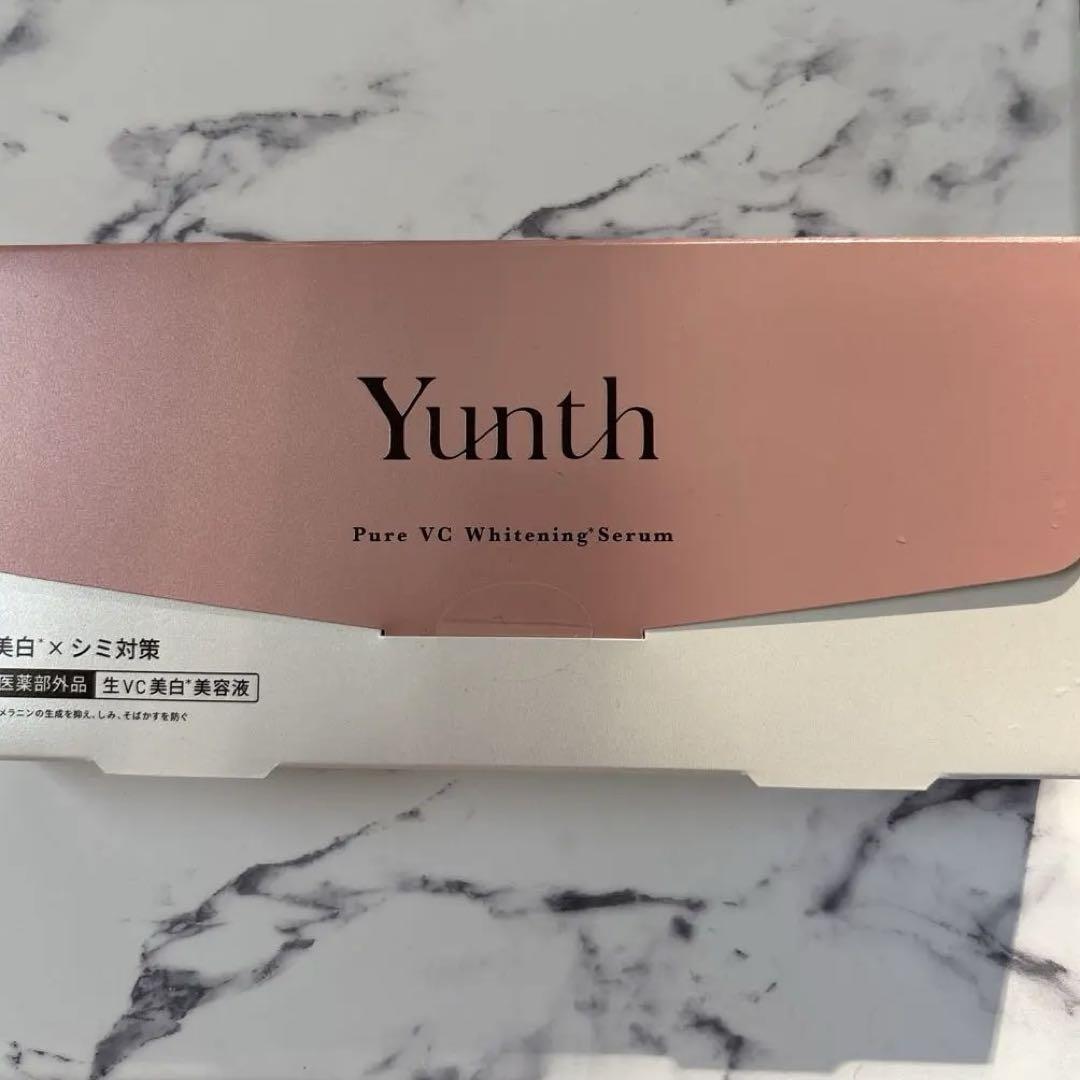 Yunth
Pure VC Whitening*Serum
美白*×シミ対策
医薬部外品 生VC美白*美容液
メラニンの生成を抑え、しみ、そばかすを防ぐ